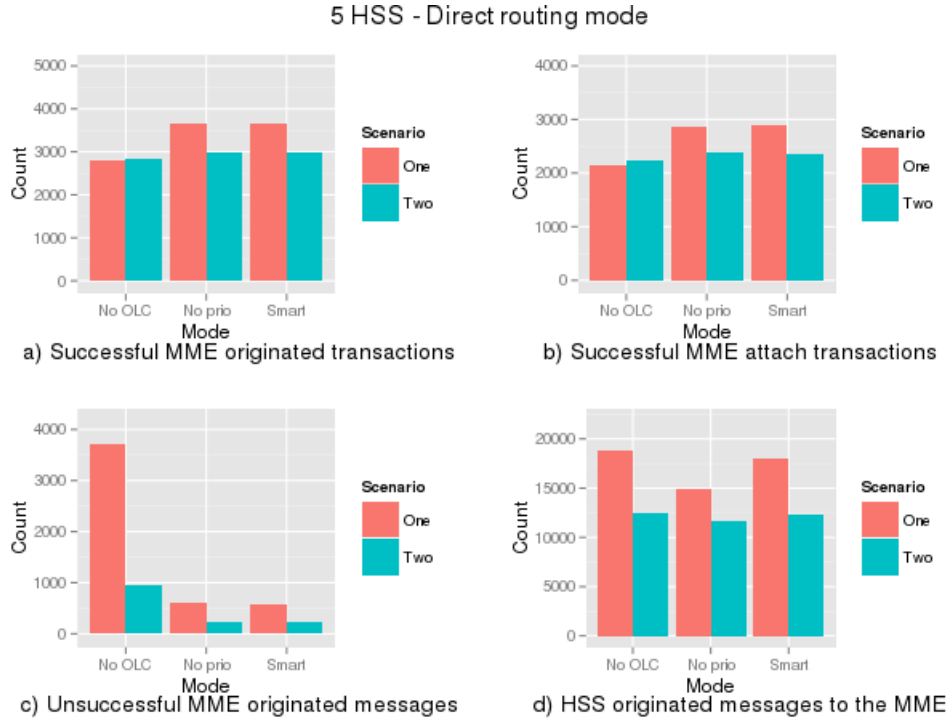 5 HSS - Direct routing mode
5000
4000
3000
2000
1000
0
Count
No OLC
No prio
Smart
Mode
Scenario
One
Two
a) Successful MME originated transactions
4000
3000
2000
1000
0
Count
No OLC
No prio
Smart
Mode
Scenario
One
Two
b) Successful MME attach transactions
4000
3000
2000
1000
0
Count
No OLC
No prio
Smart
Mode
Scenario
One
Two
c) Unsuccessful MME originated messages
20000
15000
10000
5000
0
Count
No OLC
No prio
Smart
Mode
Scenario
One
Two
d) HSS originated messages to the MME